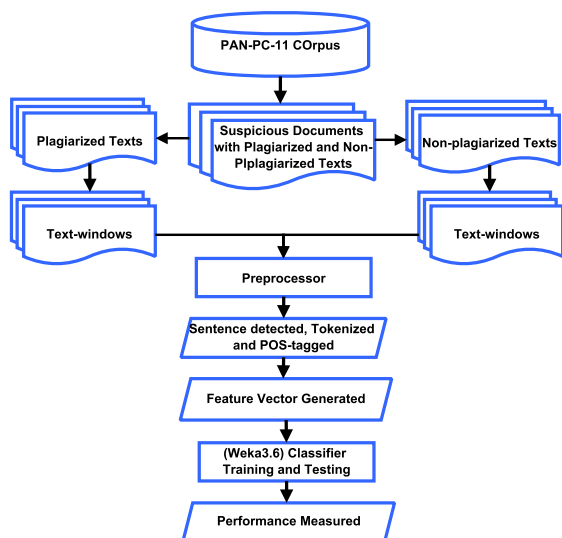 PAN-PC-11 COrpus
Plagiarized Texts
Suspicious Documents
with Plagiarized and Non-
Plplagiarized Texts
Non-plagiarized Texts
Text-windows
Text-windows
Preprocessor
Sentence detected, Tokenized
and POS-tagged
Feature Vector Generated
(Weka3.6) Classifier
Training and Testing
Performance Measured